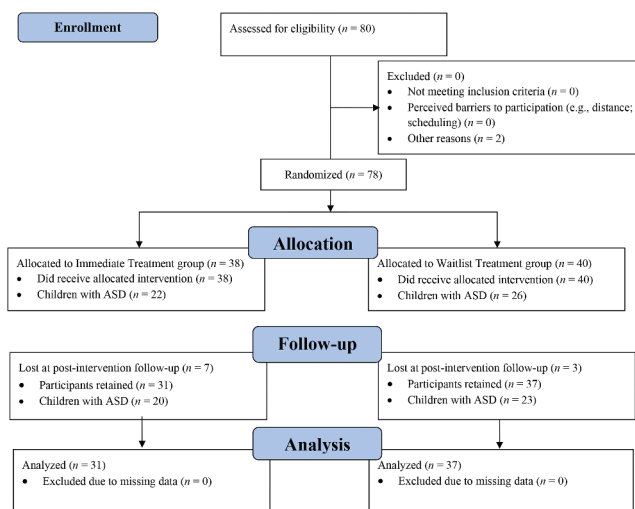 Enrollment
Assessed for eligibility (n = 80)
Excluded (n = 0)
• Not meeting inclusion criteria (n = 0)
• Perceived barriers to participation (e.g., distance;
scheduling) (n = 0)
• Other reasons (n = 2)
Randomized (n = 78)
Allocation
Allocated to Immediate Treatment group (n = 38)
• Did receive allocated intervention (n = 38)
• Children with ASD (n = 22)
Allocated to Waitlist Treatment group (n = 40)
• Did receive allocated intervention (n = 40)
• Children with ASD (n = 26)
Follow-up
Lost at post-intervention follow-up (n = 7)
• Participants retained (n = 31)
• Children with ASD (n = 20)
Lost at post-intervention follow-up (n = 3)
• Participants retained (n = 37)
• Children with ASD (n = 23)
Analysis
Analyzed (n = 31)
• Excluded due to missing data (n = 0)
Analyzed (n = 37)
• Excluded due to missing data (n = 0)